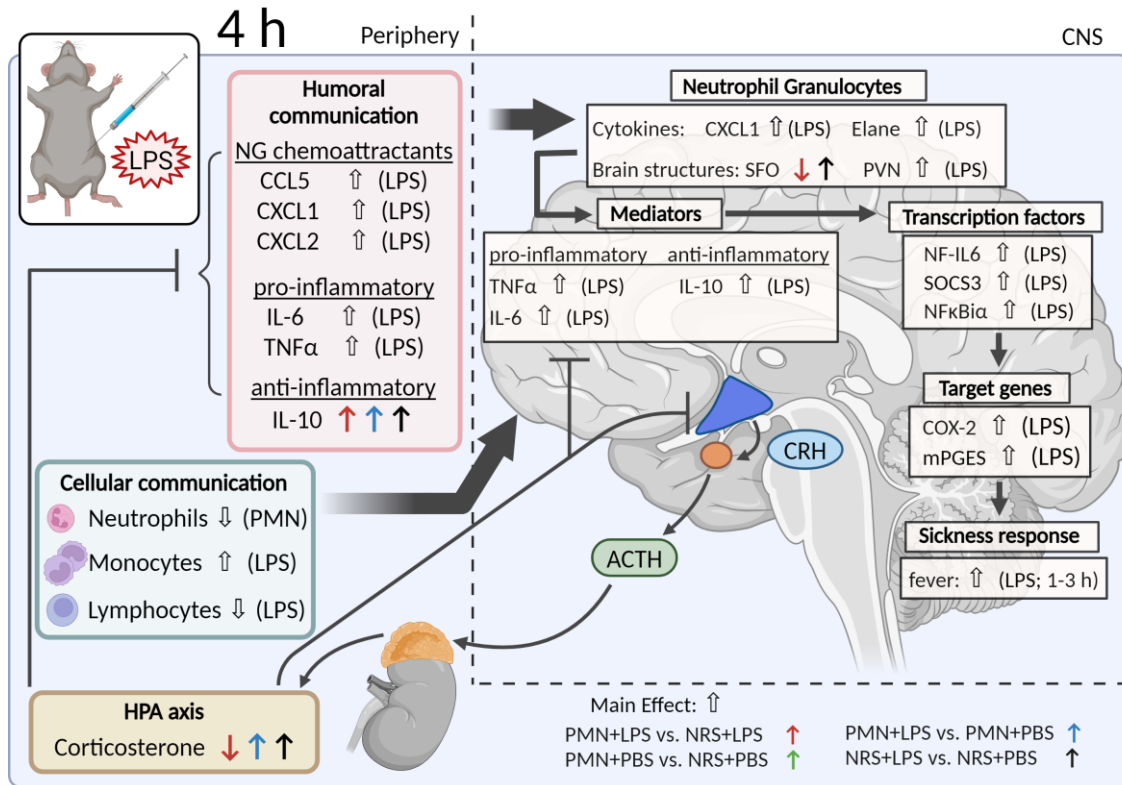 4 h
Periphery
CNS
LPS
Humoral
communication
NG chemoattractants
CCL5 ⇧ (LPS)
CXCL1 ⇧ (LPS)
CXCL2 ⇧ (LPS)
pro-inflammatory
IL-6 ⇧ (LPS)
TNFα ⇧ (LPS)
anti-inflammatory
IL-10 ↑ ↑ ↑
Cellular communication
Neutrophils ⇩ (PMN)
Monocytes ⇧ (LPS)
Lymphocytes ⇩ (LPS)
HPA axis
Corticosterone ↓ ↑ ↑
Neutrophil Granulocytes
Cytokines: CXCL1 ⇧ (LPS) Elane ⇧ (LPS)
Brain structures: SFO ↓ ↑ PVN ⇧ (LPS)
Mediators
pro-inflammatory anti-inflammatory
TNFα ⇧ (LPS) IL-10 ⇧ (LPS)
IL-6 ⇧ (LPS)
Transcription factors
NF-IL6 ⇧ (LPS)
SOCS3 ⇧ (LPS)
NFκBiα ⇧ (LPS)
Target genes
COX-2 ⇧ (LPS)
mPGES ⇧ (LPS)
Sickness response
fever: ⇧ (LPS; 1-3 h)
CRH
ACTH
Main Effect: ⇧
PMN+LPS vs. NRS+LPS ↑ PMN+LPS vs. PMN+PBS ↑
PMN+PBS vs. NRS+PBS ↑ NRS+LPS vs. NRS+PBS ↑